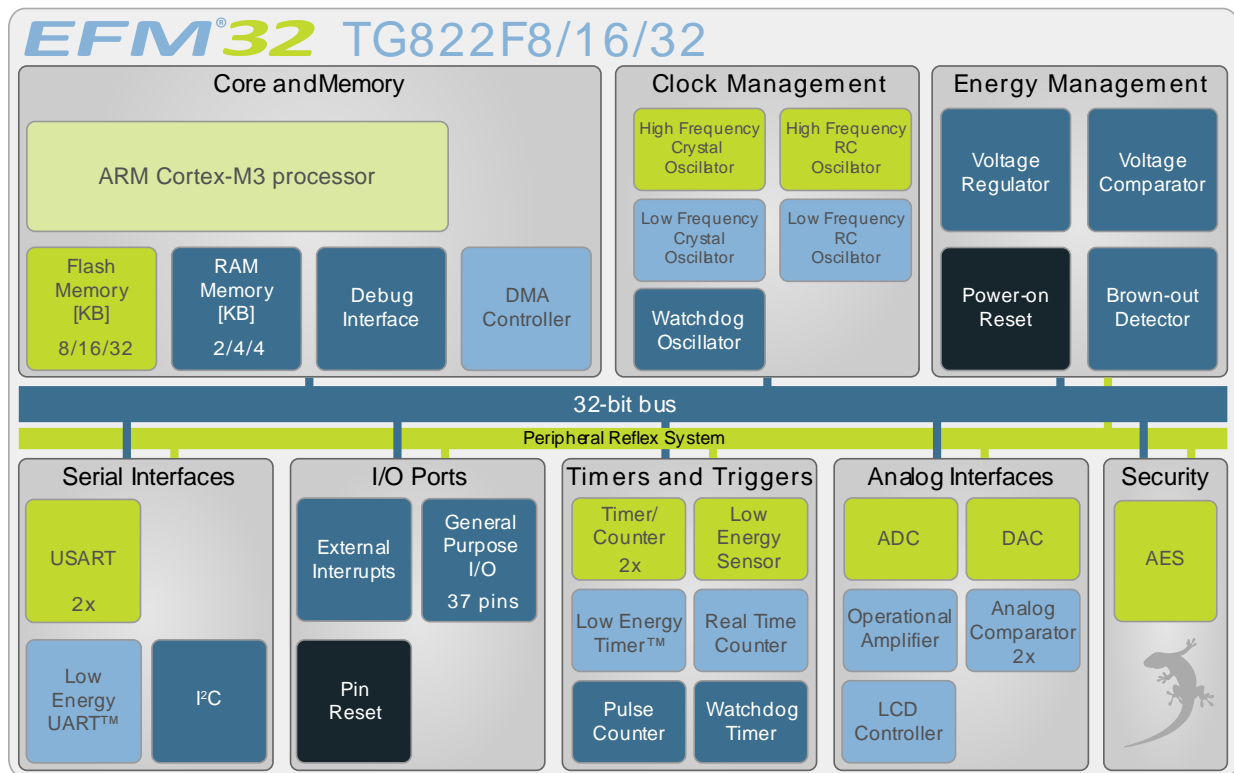 EFM®32 TG822F8/16/32
Core and Memory
ARM Cortex-M3 processor
Flash
Memory
[KB]
8/16/32
RAM
Memory
[KB]
2/4/4
Debug
Interface
DMA
Controller
Clock Management
High Frequency
Crystal
Oscillator
High Frequency
RC
Oscillator
Low Frequency
Crystal
Oscillator
Low Frequency
RC
Oscillator
Watchdog
Oscillator
Energy Management
Voltage
Regulator
Voltage
Comparator
Power-on
Reset
Brown-out
Detector
32-bit bus
Peripheral Reflex System
Serial Interfaces
USART
2x
Low
Energy
UART™
I²C
I/O Ports
External
Interrupts
General
Purpose
I/O
37 pins
Pin
Reset
Timers and Triggers
Timer/
Counter
2x
Low
Energy
Sensor
Low Energy
Timer™
Real Time
Counter
Pulse
Counter
Watchdog
Timer
Analog Interfaces
ADC
DAC
Operational
Amplifier
Analog
Comparator
2x
LCD
Controller
Security
AES